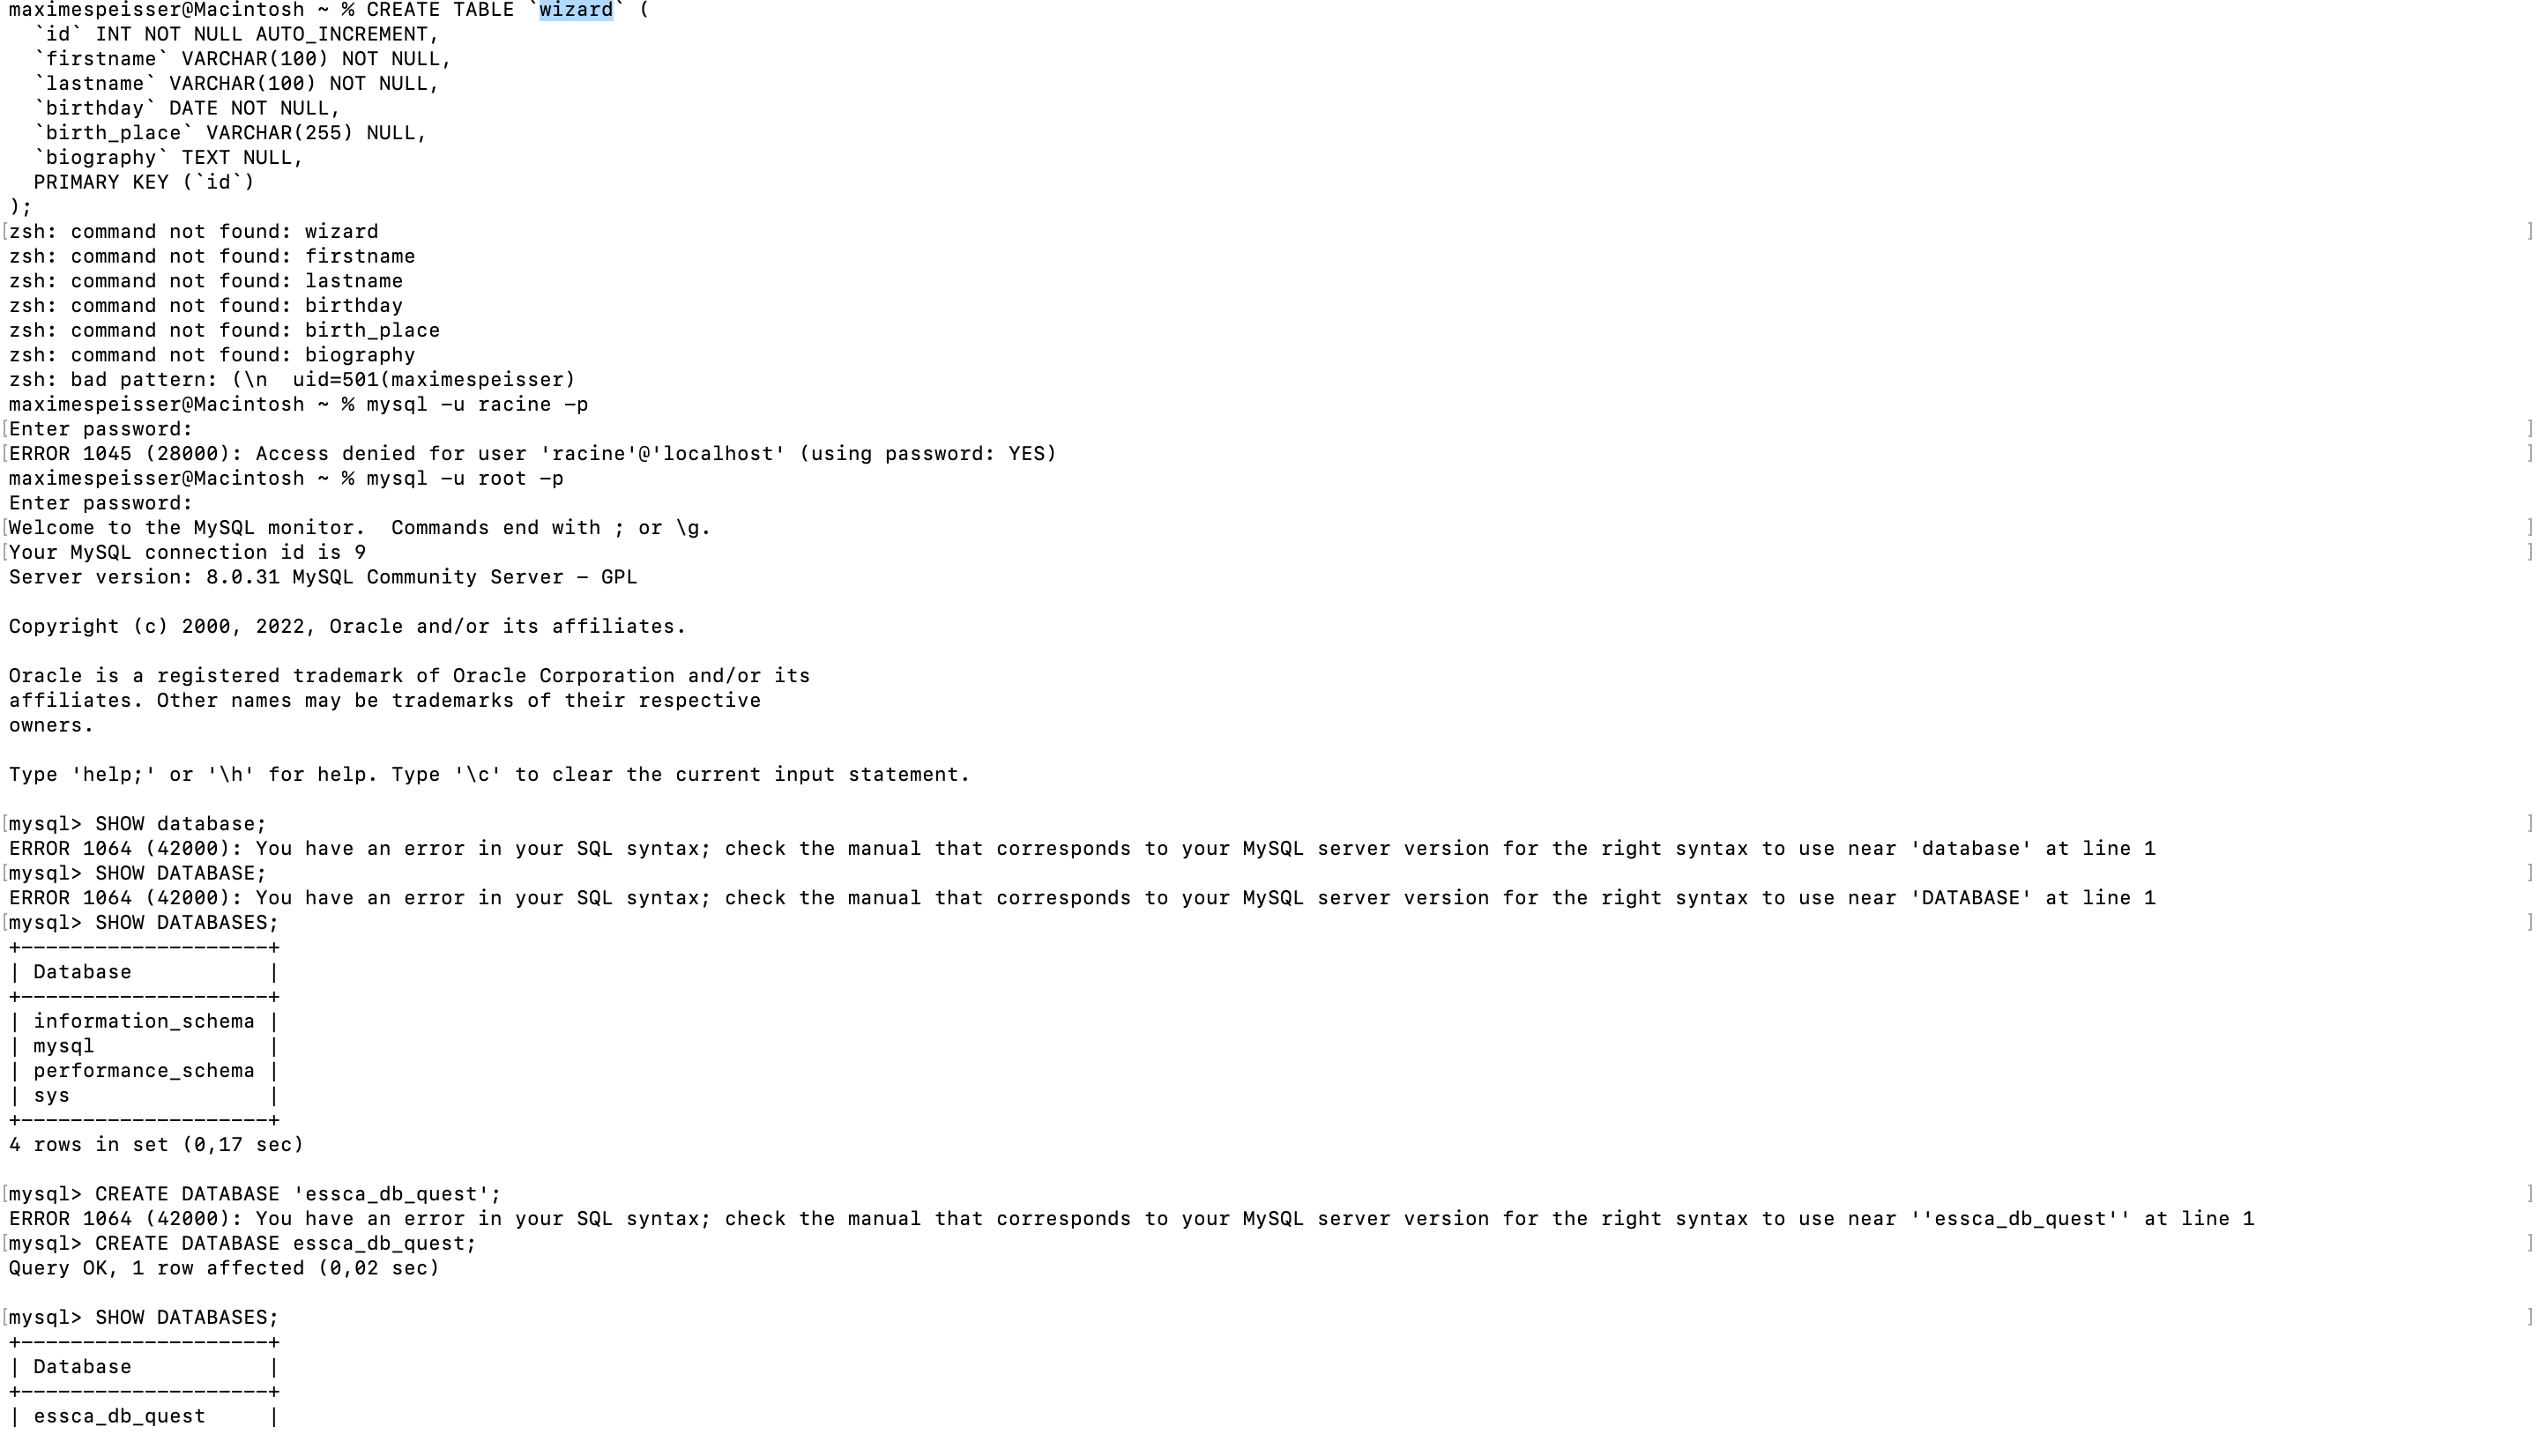 maximespeisser@Macintosh ~ % CREATE TABLE `wizard` (
  `id` INT NOT NULL AUTO_INCREMENT,
  `firstname` VARCHAR(100) NOT NULL,
  `lastname` VARCHAR(100) NOT NULL,
  `birthday` DATE NOT NULL,
  `birth_place` VARCHAR(255) NULL,
  `biography` TEXT NULL,
  PRIMARY KEY (`id`)
);
zsh: command not found: wizard
zsh: command not found: firstname
zsh: command not found: lastname
zsh: command not found: birthday
zsh: command not found: birth_place
zsh: command not found: biography
zsh: bad pattern: (\n  uid=501(maximespeisser)
maximespeisser@Macintosh ~ % mysql -u racine -p
Enter password:
ERROR 1045 (28000): Access denied for user 'racine'@'localhost' (using password: YES)
maximespeisser@Macintosh ~ % mysql -u root -p
Enter password:
Welcome to the MySQL monitor.  Commands end with ; or \g.
Your MySQL connection id is 9
Server version: 8.0.31 MySQL Community Server - GPL

Copyright (c) 2000, 2022, Oracle and/or its affiliates.

Oracle is a registered trademark of Oracle Corporation and/or its
affiliates. Other names may be trademarks of their respective
owners.

Type 'help;' or '\h' for help. Type '\c' to clear the current input statement.

mysql> SHOW database;
ERROR 1064 (42000): You have an error in your SQL syntax; check the manual that corresponds to your MySQL server version for the right syntax to use near 'database' at line 1
mysql> SHOW DATABASE;
ERROR 1064 (42000): You have an error in your SQL syntax; check the manual that corresponds to your MySQL server version for the right syntax to use near 'DATABASE' at line 1
mysql> SHOW DATABASES;
+--------------------+
| Database           |
+--------------------+
| information_schema |
| mysql              |
| performance_schema |
| sys                |
+--------------------+
4 rows in set (0,17 sec)

mysql> CREATE DATABASE 'essca_db_quest';
ERROR 1064 (42000): You have an error in your SQL syntax; check the manual that corresponds to your MySQL server version for the right syntax to use near ''essca_db_quest'' at line 1
mysql> CREATE DATABASE essca_db_quest;
Query OK, 1 row affected (0,02 sec)

mysql> SHOW DATABASES;
+--------------------+
| Database           |
+--------------------+
| essca_db_quest     |